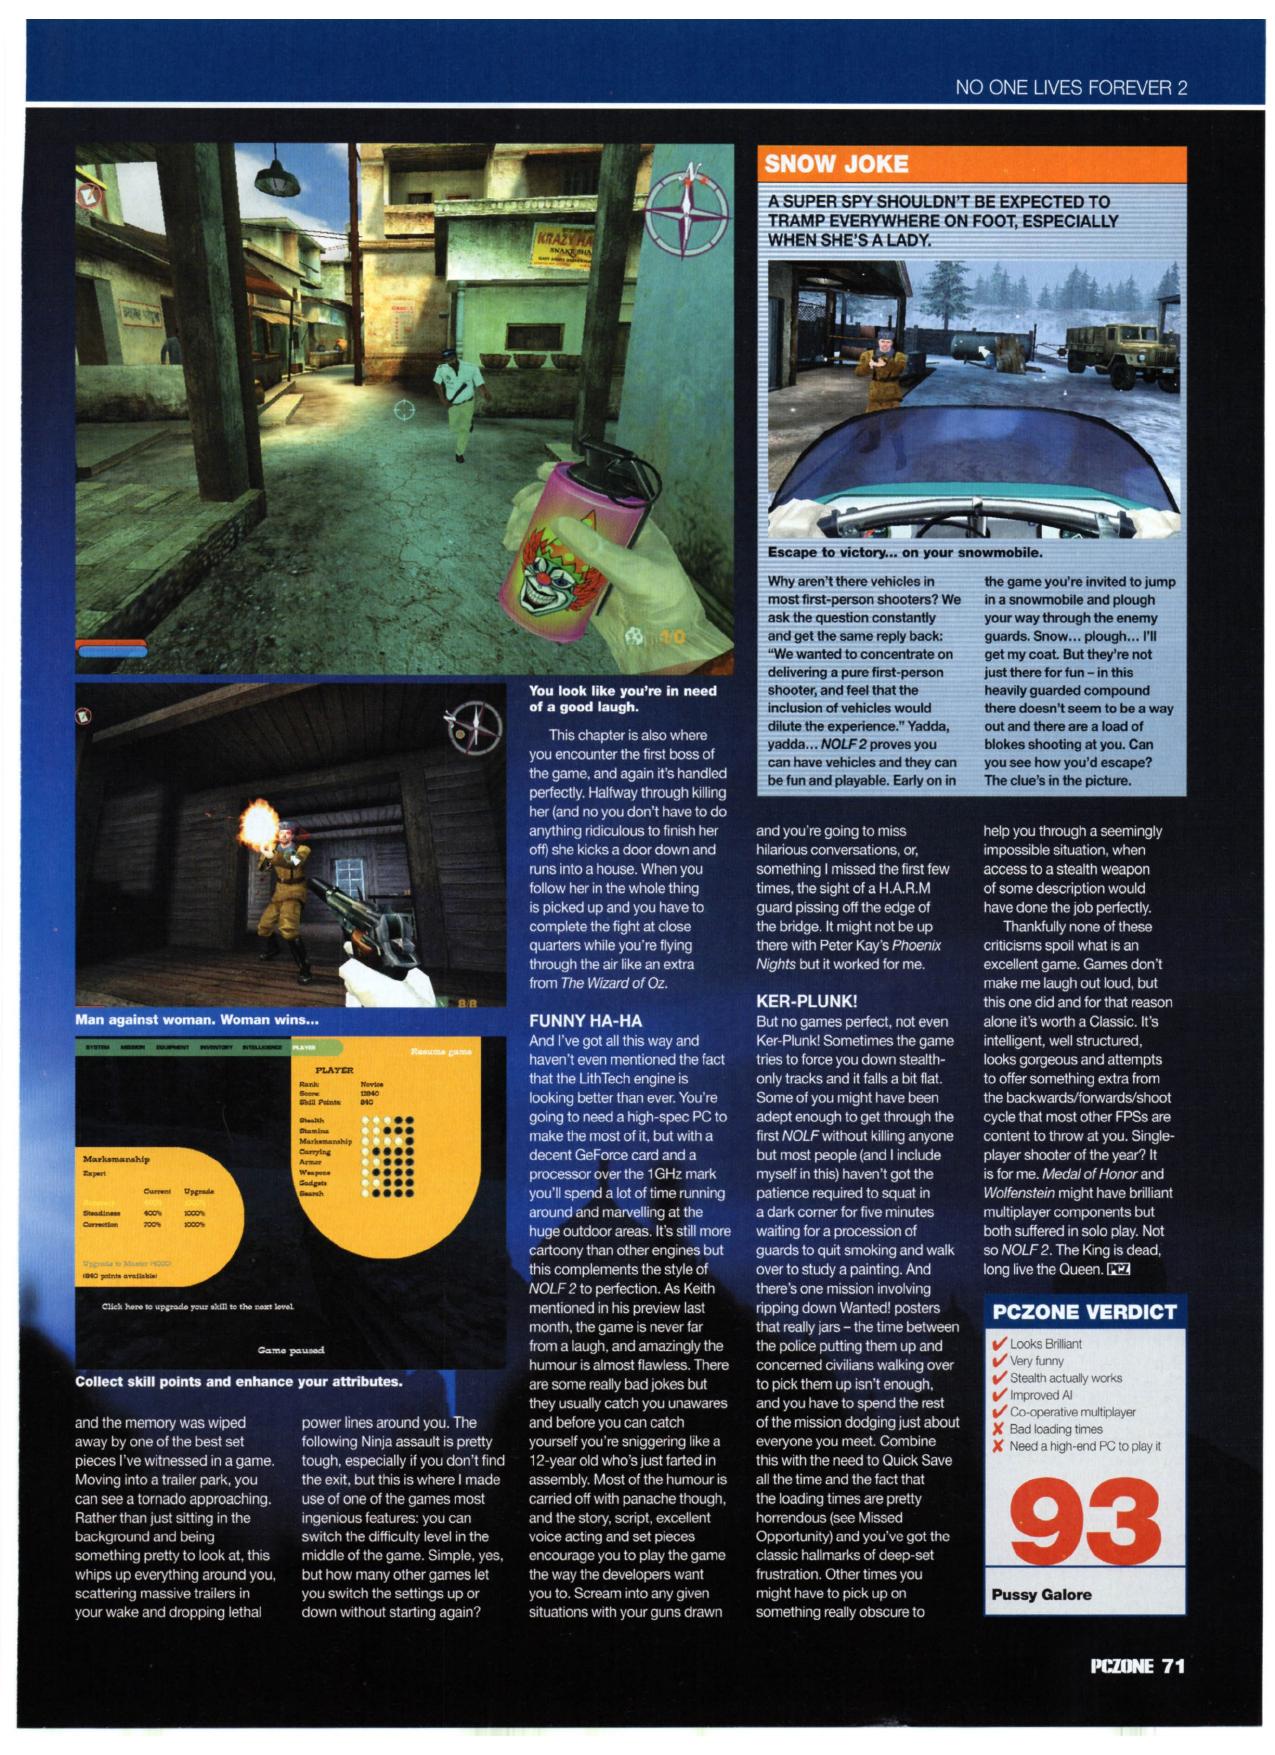 NO ONE LIVES FOREVER 2
KRAZY HA
N
10
You look like you're in need
of a good laugh.
N
8/8
Man against woman. Woman wins...
SYSTEM MISSION EQUIPMENT INVENTORY INTELLIGENCE PLAYER
Resume game
PLAYER
Rank: Novice
Score: 12840
Skill Points: 840
Stealth
Stamina
Marksmanship
Carrying
Armor
Weapons
Gadgets
Search
Marksmanship
Expert
Current Upgrade
Steadiness 400% 1000%
Correction 700% 1000%
(840 points available)
Click here to upgrade your skill to the next level.
Game paused
Collect skill points and enhance your attributes.
and the memory was wiped
away by one of the best set
pieces I've witnessed in a game.
Moving into a trailer park, you
can see a tornado approaching.
Rather than just sitting in the
background and being
something pretty to look at, this
whips up everything around you,
scattering massive trailers in
your wake and dropping lethal
power lines around you. The
following Ninja assault is pretty
tough, especially if you don't find
the exit, but this is where I made
use of one of the games most
ingenious features: you can
switch the difficulty level in the
middle of the game. Simple, yes,
but how many other games let
you switch the settings up or
down without starting again?
This chapter is also where
you encounter the first boss of
the game, and again it's handled
perfectly. Halfway through killing
her (and no you don't have to do
anything ridiculous to finish her
off) she kicks a door down and
runs into a house. When you
follow her in the whole thing
is picked up and you have to
complete the fight at close
quarters while you're flying
through the air like an extra
from The Wizard of Oz.
FUNNY HA-HA
And I've got all this way and
haven't even mentioned the fact
that the LithTech engine is
looking better than ever. You're
going to need a high-spec PC to
make the most of it, but with a
decent GeForce card and a
processor over the 1GHz mark
you'll spend a lot of time running
around and marvelling at the
huge outdoor areas. It's still more
cartoony than other engines but
this complements the style of
NOLF 2 to perfection. As Keith
mentioned in his preview last
month, the game is never far
from a laugh, and amazingly the
humour is almost flawless. There
are some really bad jokes but
they usually catch you unawares
and before you can catch
yourself you're sniggering like a
12-year old who's just farted in
assembly. Most of the humour is
carried off with panache though,
and the story, script, excellent
voice acting and set pieces
encourage you to play the game
the way the developers want
you to. Scream into any given
situations with your guns drawn
SNOW JOKE
A SUPER SPY SHOULDN'T BE EXPECTED TO
TRAMP EVERYWHERE ON FOOT, ESPECIALLY
WHEN SHE'S A LADY.
Escape to victory... on your snowmobile.
Why aren't there vehicles in
most first-person shooters? We
ask the question constantly
and get the same reply back:
"We wanted to concentrate on
delivering a pure first-person
shooter, and feel that the
inclusion of vehicles would
dilute the experience." Yadda,
yadda... NOLF 2 proves you
can have vehicles and they can
be fun and playable. Early on in
the game you're invited to jump
in a snowmobile and plough
your way through the enemy
guards. Snow... plough... I'll
get my coat. But they're not
just there for fun – in this
heavily guarded compound
there doesn't seem to be a way
out and there are a load of
blokes shooting at you. Can
you see how you'd escape?
The clue's in the picture.
and you're going to miss
hilarious conversations, or,
something I missed the first few
times, the sight of a H.A.R.M
guard pissing off the edge of
the bridge. It might not be up
there with Peter Kay's Phoenix
Nights but it worked for me.
KER-PLUNK!
But no games perfect, not even
Ker-Plunk! Sometimes the game
tries to force you down stealth-
only tracks and it falls a bit flat.
Some of you might have been
adept enough to get through the
first NOLF without killing anyone
but most people (and I include
myself in this) haven't got the
patience required to squat in
a dark corner for five minutes
waiting for a procession of
guards to quit smoking and walk
over to study a painting. And
there's one mission involving
ripping down Wanted! posters
that really jars – the time between
the police putting them up and
concerned civilians walking over
to pick them up isn't enough,
and you have to spend the rest
of the mission dodging just about
everyone you meet. Combine
this with the need to Quick Save
all the time and the fact that
the loading times are pretty
horrendous (see Missed
Opportunity) and you've got the
classic hallmarks of deep-set
frustration. Other times you
might have to pick up on
something really obscure to
help you through a seemingly
impossible situation, when
access to a stealth weapon
of some description would
have done the job perfectly.
Thankfully none of these
criticisms spoil what is an
excellent game. Games don't
make me laugh out loud, but
this one did and for that reason
alone it's worth a Classic. It's
intelligent, well structured,
looks gorgeous and attempts
to offer something extra from
the backwards/forwards/shoot
cycle that most other FPSs are
content to throw at you. Single-
player shooter of the year? It
is for me. Medal of Honor and
Wolfenstein might have brilliant
multiplayer components but
both suffered in solo play. Not
so NOLF 2. The King is dead,
long live the Queen. PCZ
PCZONE VERDICT
✓ Looks Brilliant
✓ Very funny
✓ Stealth actually works
✓ Improved AI
✓ Co-operative multiplayer
✗ Bad loading times
✗ Need a high-end PC to play it
93
Pussy Galore
PCZONE 71